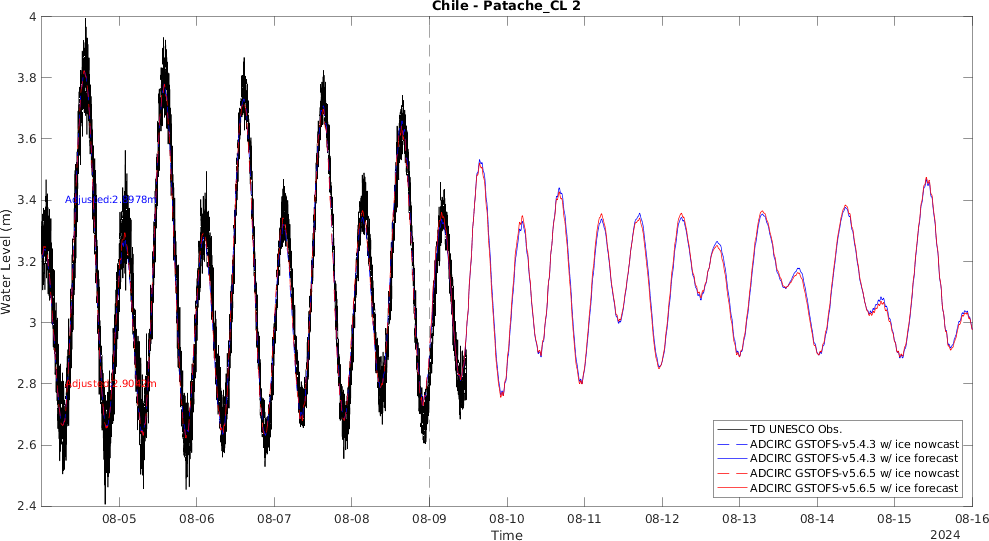 Chile - Patache_CL 2
Water Level (m)
4
3.8
3.6
3.4
3.2
3
2.8
2.6
2.4
08-05
08-06
08-07
08-08
08-09
08-10
08-11
08-12
08-13
08-14
08-15
08-16
Time
2024
TD UNESCO Obs.
ADCIRC GSTOFS-v5.4.3 w/ ice nowcast
ADCIRC GSTOFS-v5.4.3 w/ ice forecast
ADCIRC GSTOFS-v5.6.5 w/ ice nowcast
ADCIRC GSTOFS-v5.6.5 w/ ice forecast